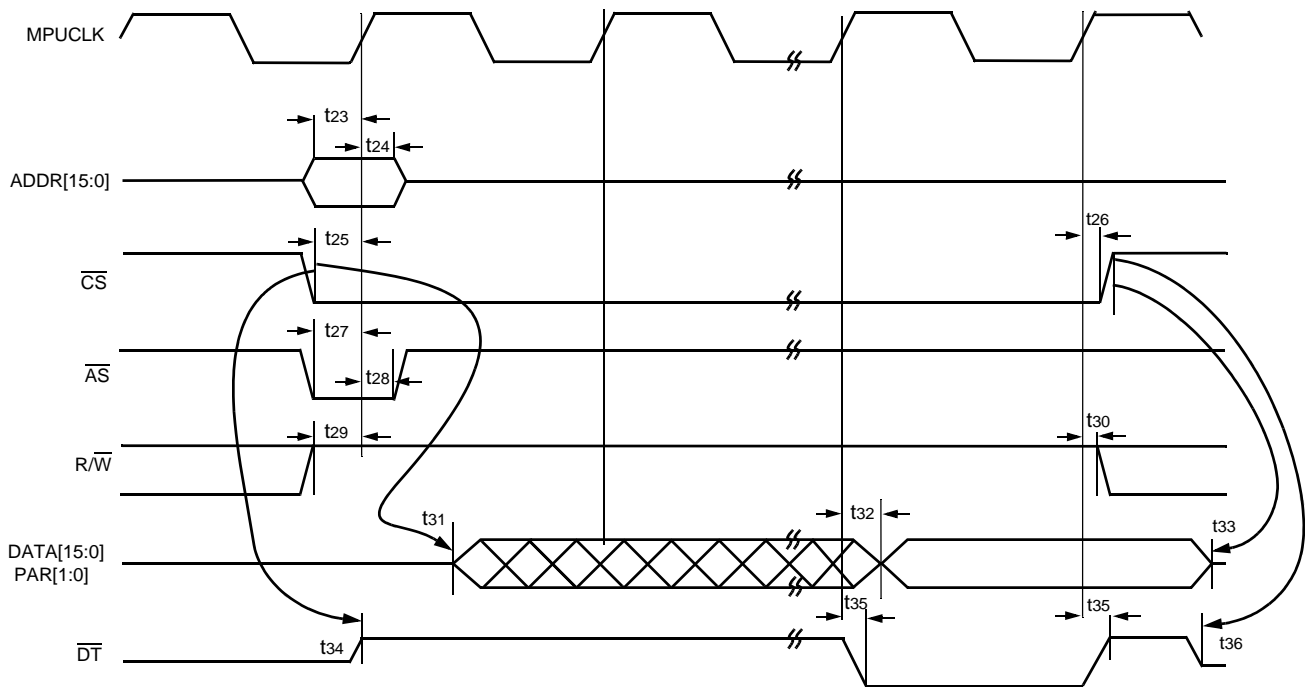 MPUCLK
t23
t24
ADDR[15:0]
t25
t26
CS
t27
AS
t28
t29
t30
R/W
t31
t32
t33
DATA[15:0]
PAR[1:0]
t35
t35
t34
t36
DT